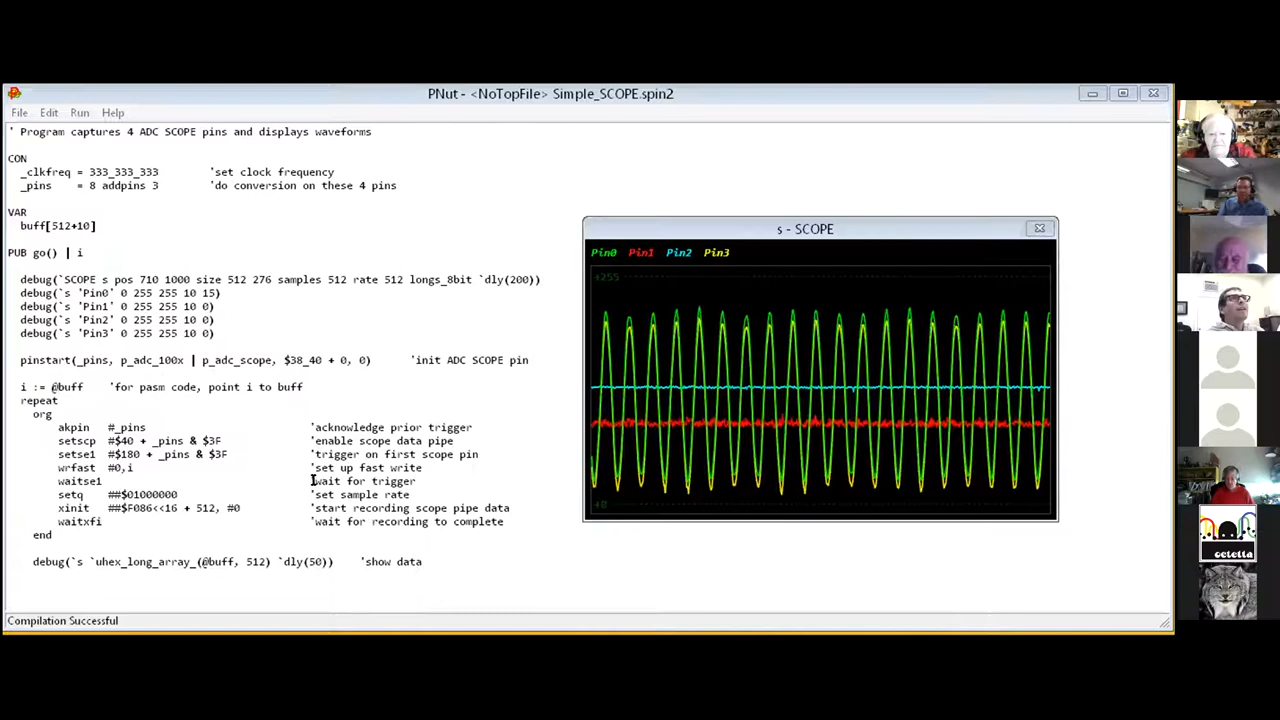 PNut - <NoTopFile> Simple_SCOPE.spin2
File Edit Run Help
' Program captures 4 ADC SCOPE pins and displays waveforms
CON
_clkfreq = 333_333_333 'set clock frequency
_pins = 8 addpins 3 'do conversion on these 4 pins
VAR
buff[512+10]
PUB go() | i
debug(`SCOPE s pos 710 1000 size 512 276 samples 512 rate 512 longs_8bit `dly(200))
debug(`s 'Pin0' 0 255 255 10 15)
debug(`s 'Pin1' 0 255 255 10 0)
debug(`s 'Pin2' 0 255 255 10 0)
debug(`s 'Pin3' 0 255 255 10 0)
pinstart(_pins, p_adc_100x | p_adc_scope, $38_40 + 0, 0) 'init ADC SCOPE pin
i := @buff 'for pasm code, point i to buff
repeat
org
akpin #_pins 'acknowledge prior trigger
setscp #$40 + _pins & $3F 'enable scope data pipe
setse1 #$180 + _pins & $3F 'trigger on first scope pin
wrfast #0,i 'set up fast write
waitse1 'wait for trigger
setq ##$01000000 'set sample rate
xinit ##$F086<<16 + 512, #0 'start recording scope pipe data
waitxfi 'wait for recording to complete
end
debug(`s `uhex_long_array_(@buff, 512) `dly(50)) 'show data
Compilation Successful
s - SCOPE
Pin0 Pin1 Pin2 Pin3
+255
+0
octetta